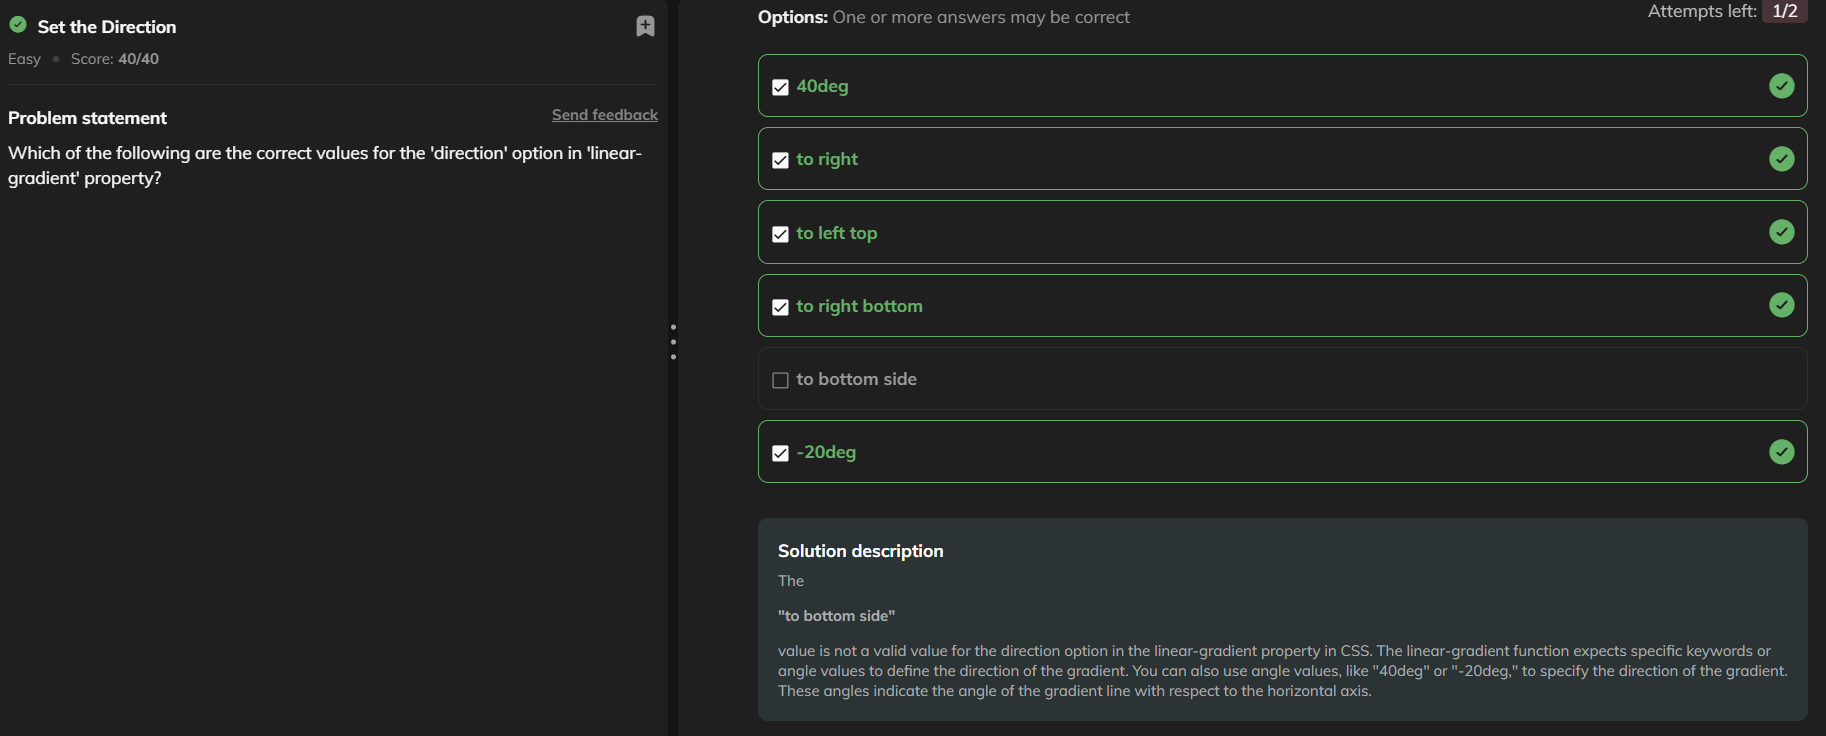 Set the Direction
Easy • Score: 40/40
Problem statement
Send feedback
Which of the following are the correct values for the 'direction' option in 'linear-
gradient' property?
Options: One or more answers may be correct
Attempts left: 1/2
40deg
to right
to left top
to right bottom
to bottom side
-20deg
Solution description
The
"to bottom side"
value is not a valid value for the direction option in the linear-gradient property in CSS. The linear-gradient function expects specific keywords or
angle values to define the direction of the gradient. You can also use angle values, like "40deg" or "-20deg," to specify the direction of the gradient.
These angles indicate the angle of the gradient line with respect to the horizontal axis.